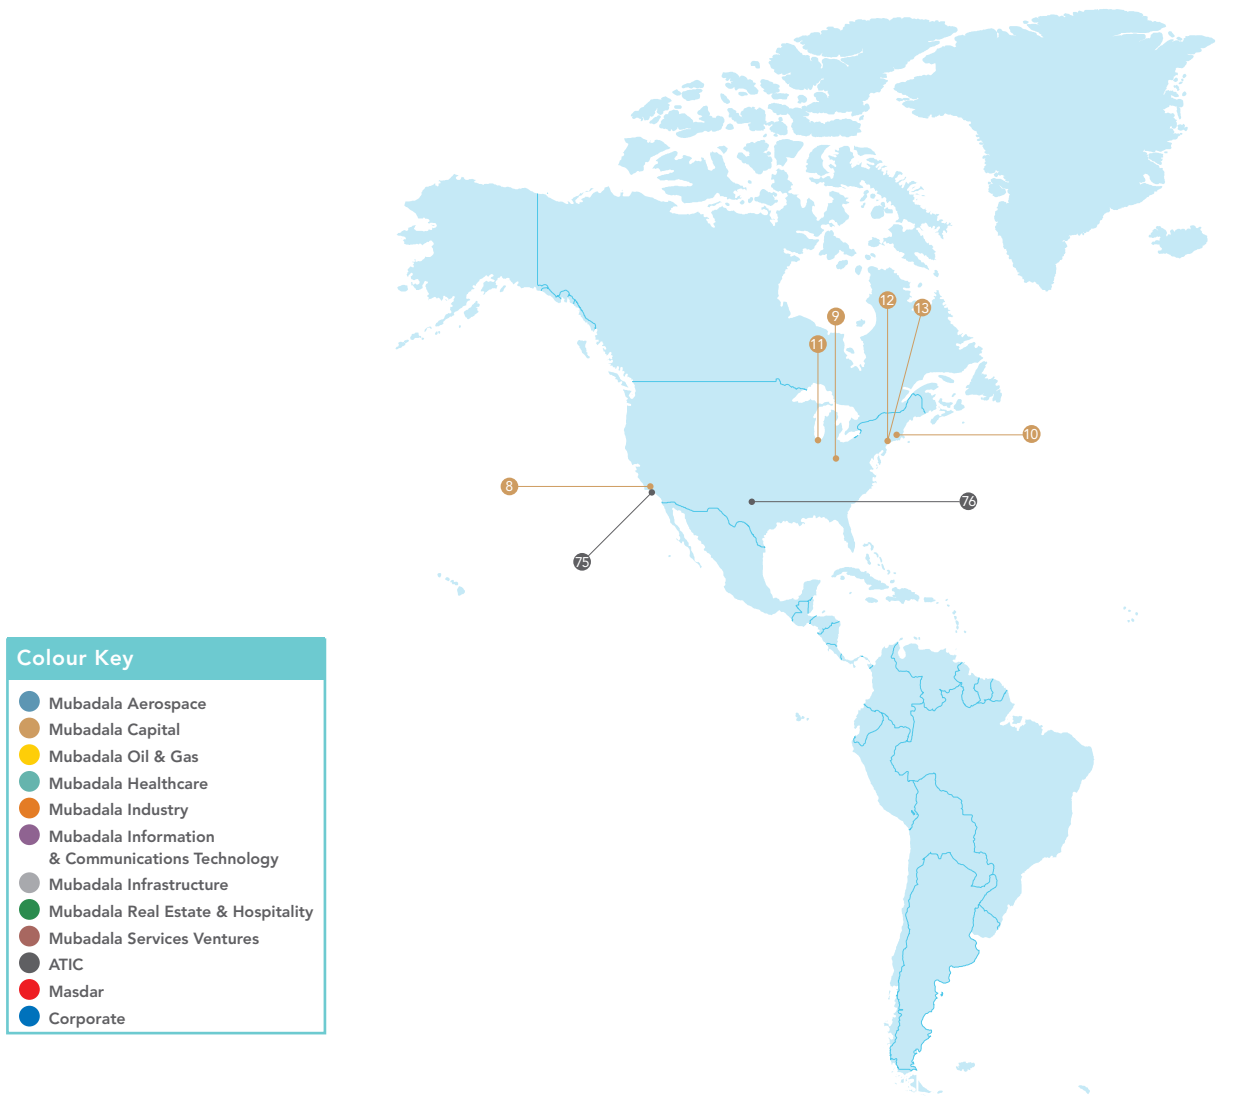 12
13
9
11
10
8
76
75
Colour Key
Mubadala Aerospace
Mubadala Capital
Mubadala Oil & Gas
Mubadala Healthcare
Mubadala Industry
Mubadala Information
& Communications Technology
Mubadala Infrastructure
Mubadala Real Estate & Hospitality
Mubadala Services Ventures
ATIC
Masdar
Corporate